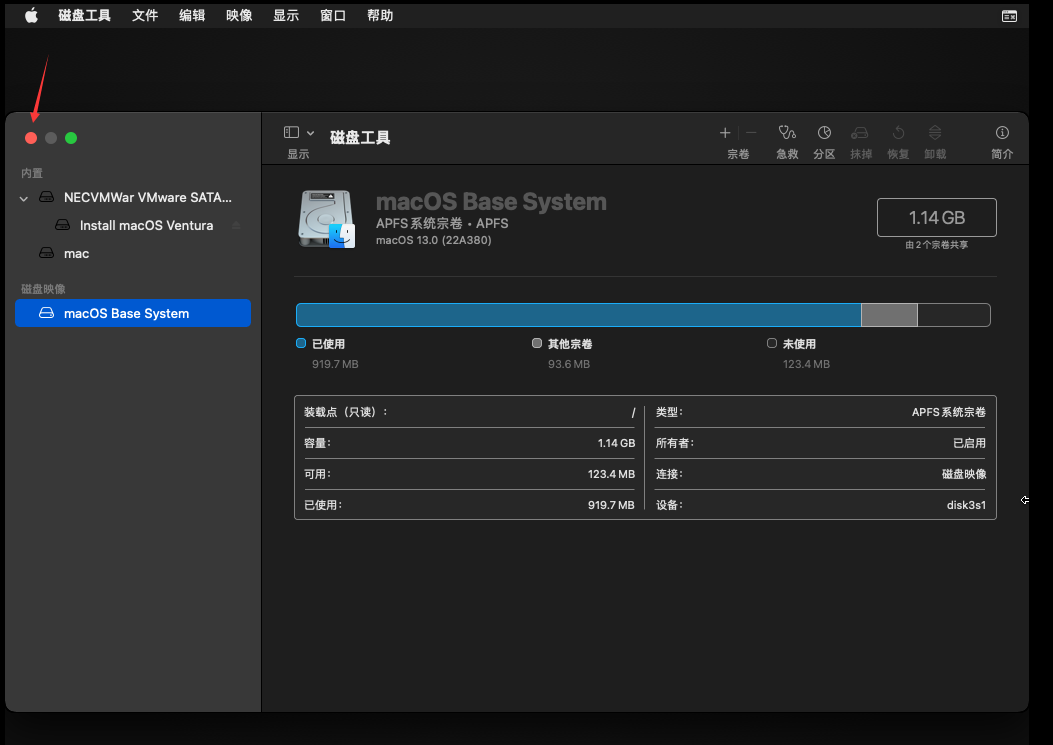 磁盘工具 文件 编辑 映像 显示 窗口 帮助
磁盘工具
显示
宗卷 急救 分区 抹掉 恢复 卸载 简介
内置
NECVMWar VMware SATA...
Install macOS Ventura
mac
磁盘映像
macOS Base System
macOS Base System
APFS系统宗卷 • APFS
macOS 13.0 (22A380)
1.14 GB
由2个宗卷共享
已使用
919.7 MB
其他宗卷
93.6 MB
未使用
123.4 MB
装载点（只读）： /
类型： APFS系统宗卷
容量： 1.14 GB
所有者： 已启用
可用： 123.4 MB
连接： 磁盘映像
已使用： 919.7 MB
设备： disk3s1